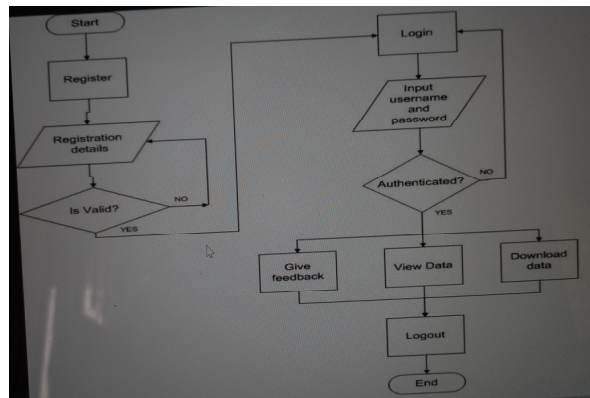 Start
Register
Registration
details
Is Valid?
NO
YES
Login
Input
username
and
password
Authenticated?
NO
YES
Give
feedback
View Data
Download
data
Logout
End